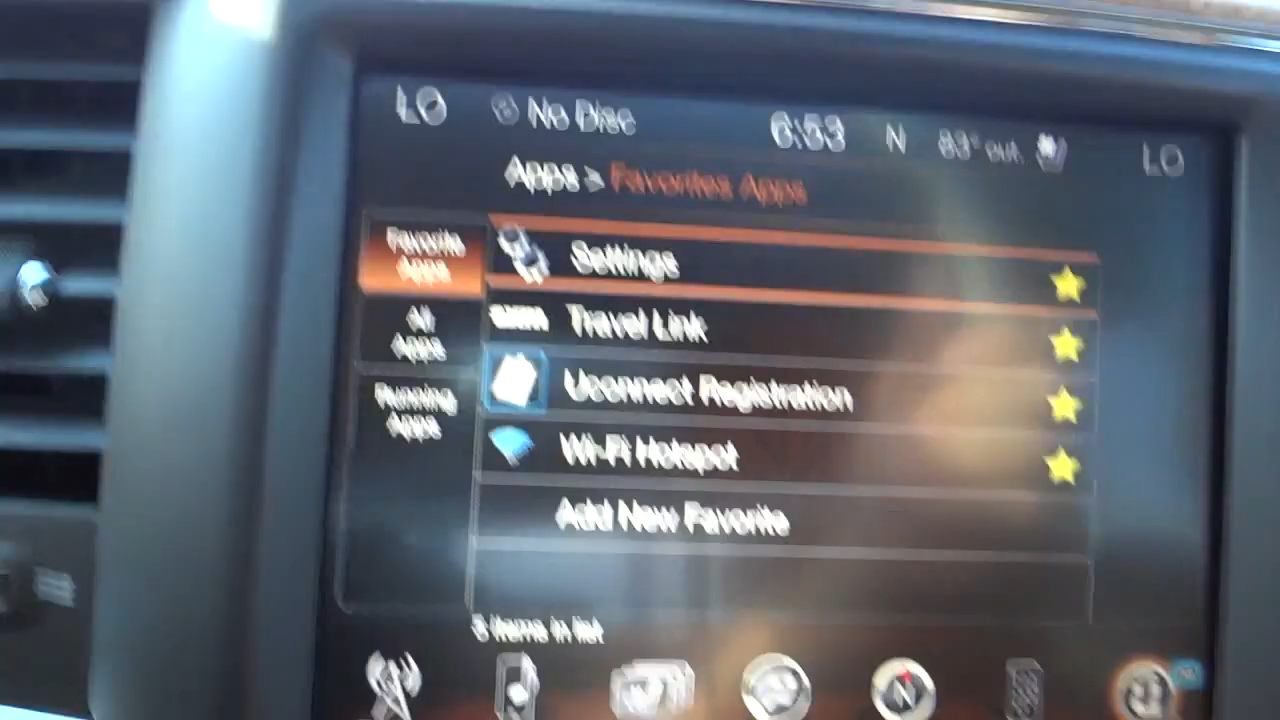 LO No Disc 6:53 N 83° out. LO
Apps > Favorites Apps
Favorite
Apps
All
Apps
Running
Apps
Settings
Travel Link
Uconnect Registration
Wi-Fi Hotspot
Add New Favorite
5 items in list
N